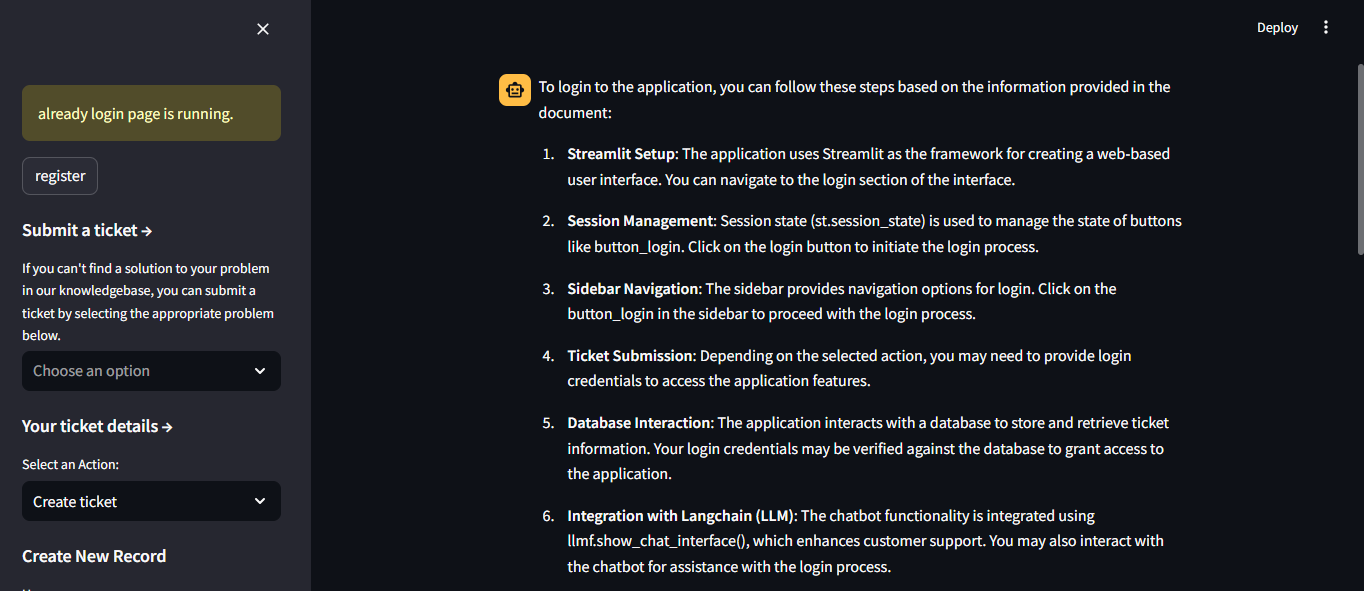 already login page is running.
register
Submit a ticket →
If you can't find a solution to your problem
in our knowledgebase, you can submit a
ticket by selecting the appropriate problem
below.
Choose an option
Your ticket details →
Select an Action:
Create ticket
Create New Record
Deploy
To login to the application, you can follow these steps based on the information provided in the
document:
1. Streamlit Setup: The application uses Streamlit as the framework for creating a web-based
user interface. You can navigate to the login section of the interface.
2. Session Management: Session state (st.session_state) is used to manage the state of buttons
like button_login. Click on the login button to initiate the login process.
3. Sidebar Navigation: The sidebar provides navigation options for login. Click on the
button_login in the sidebar to proceed with the login process.
4. Ticket Submission: Depending on the selected action, you may need to provide login
credentials to access the application features.
5. Database Interaction: The application interacts with a database to store and retrieve ticket
information. Your login credentials may be verified against the database to grant access to
the application.
6. Integration with Langchain (LLM): The chatbot functionality is integrated using
llmf.show_chat_interface(), which enhances customer support. You may also interact with
the chatbot for assistance with the login process.